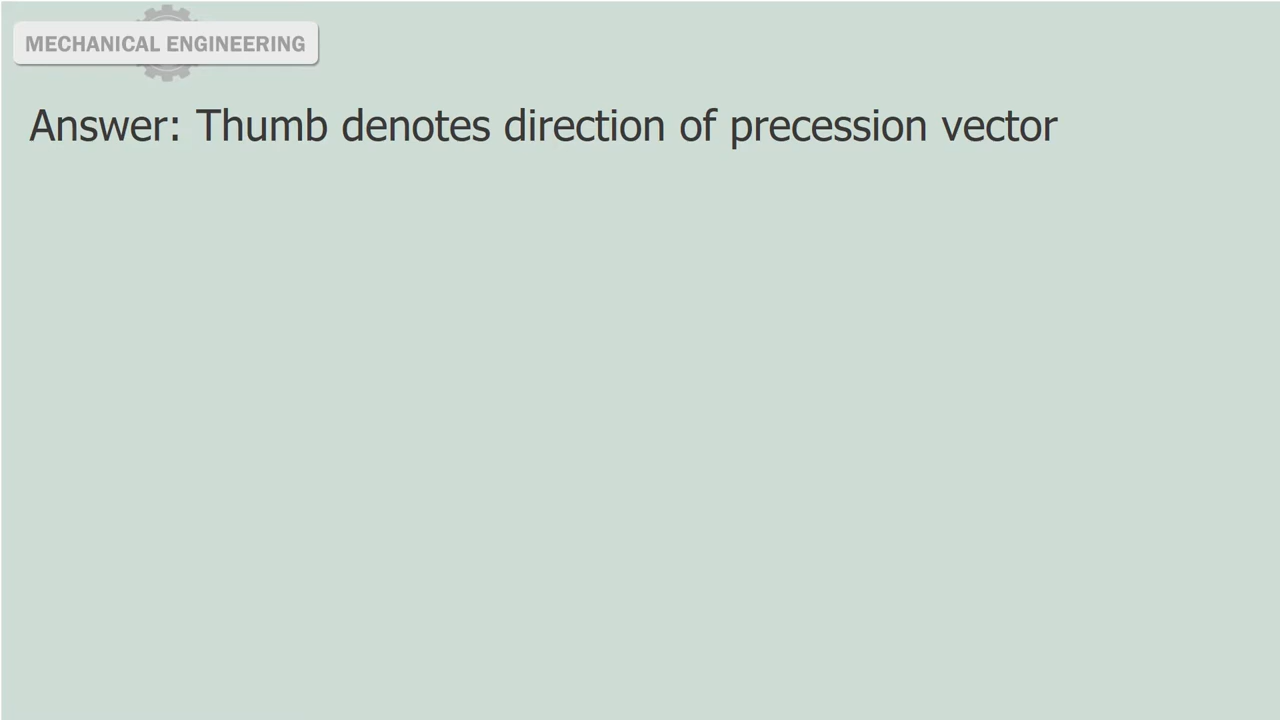 MECHANICAL ENGINEERING
Answer: Thumb denotes direction of precession vector